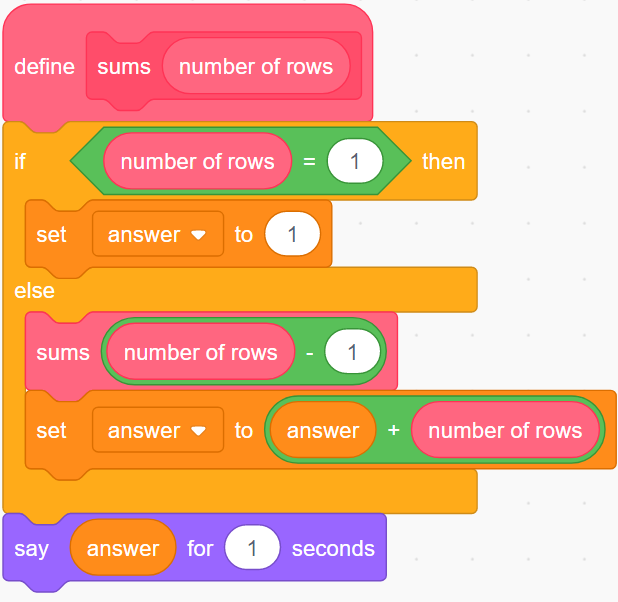 define sums number of rows
if number of rows = 1 then
set answer to 1
else
sums number of rows - 1
set answer to answer + number of rows
say answer for 1 seconds